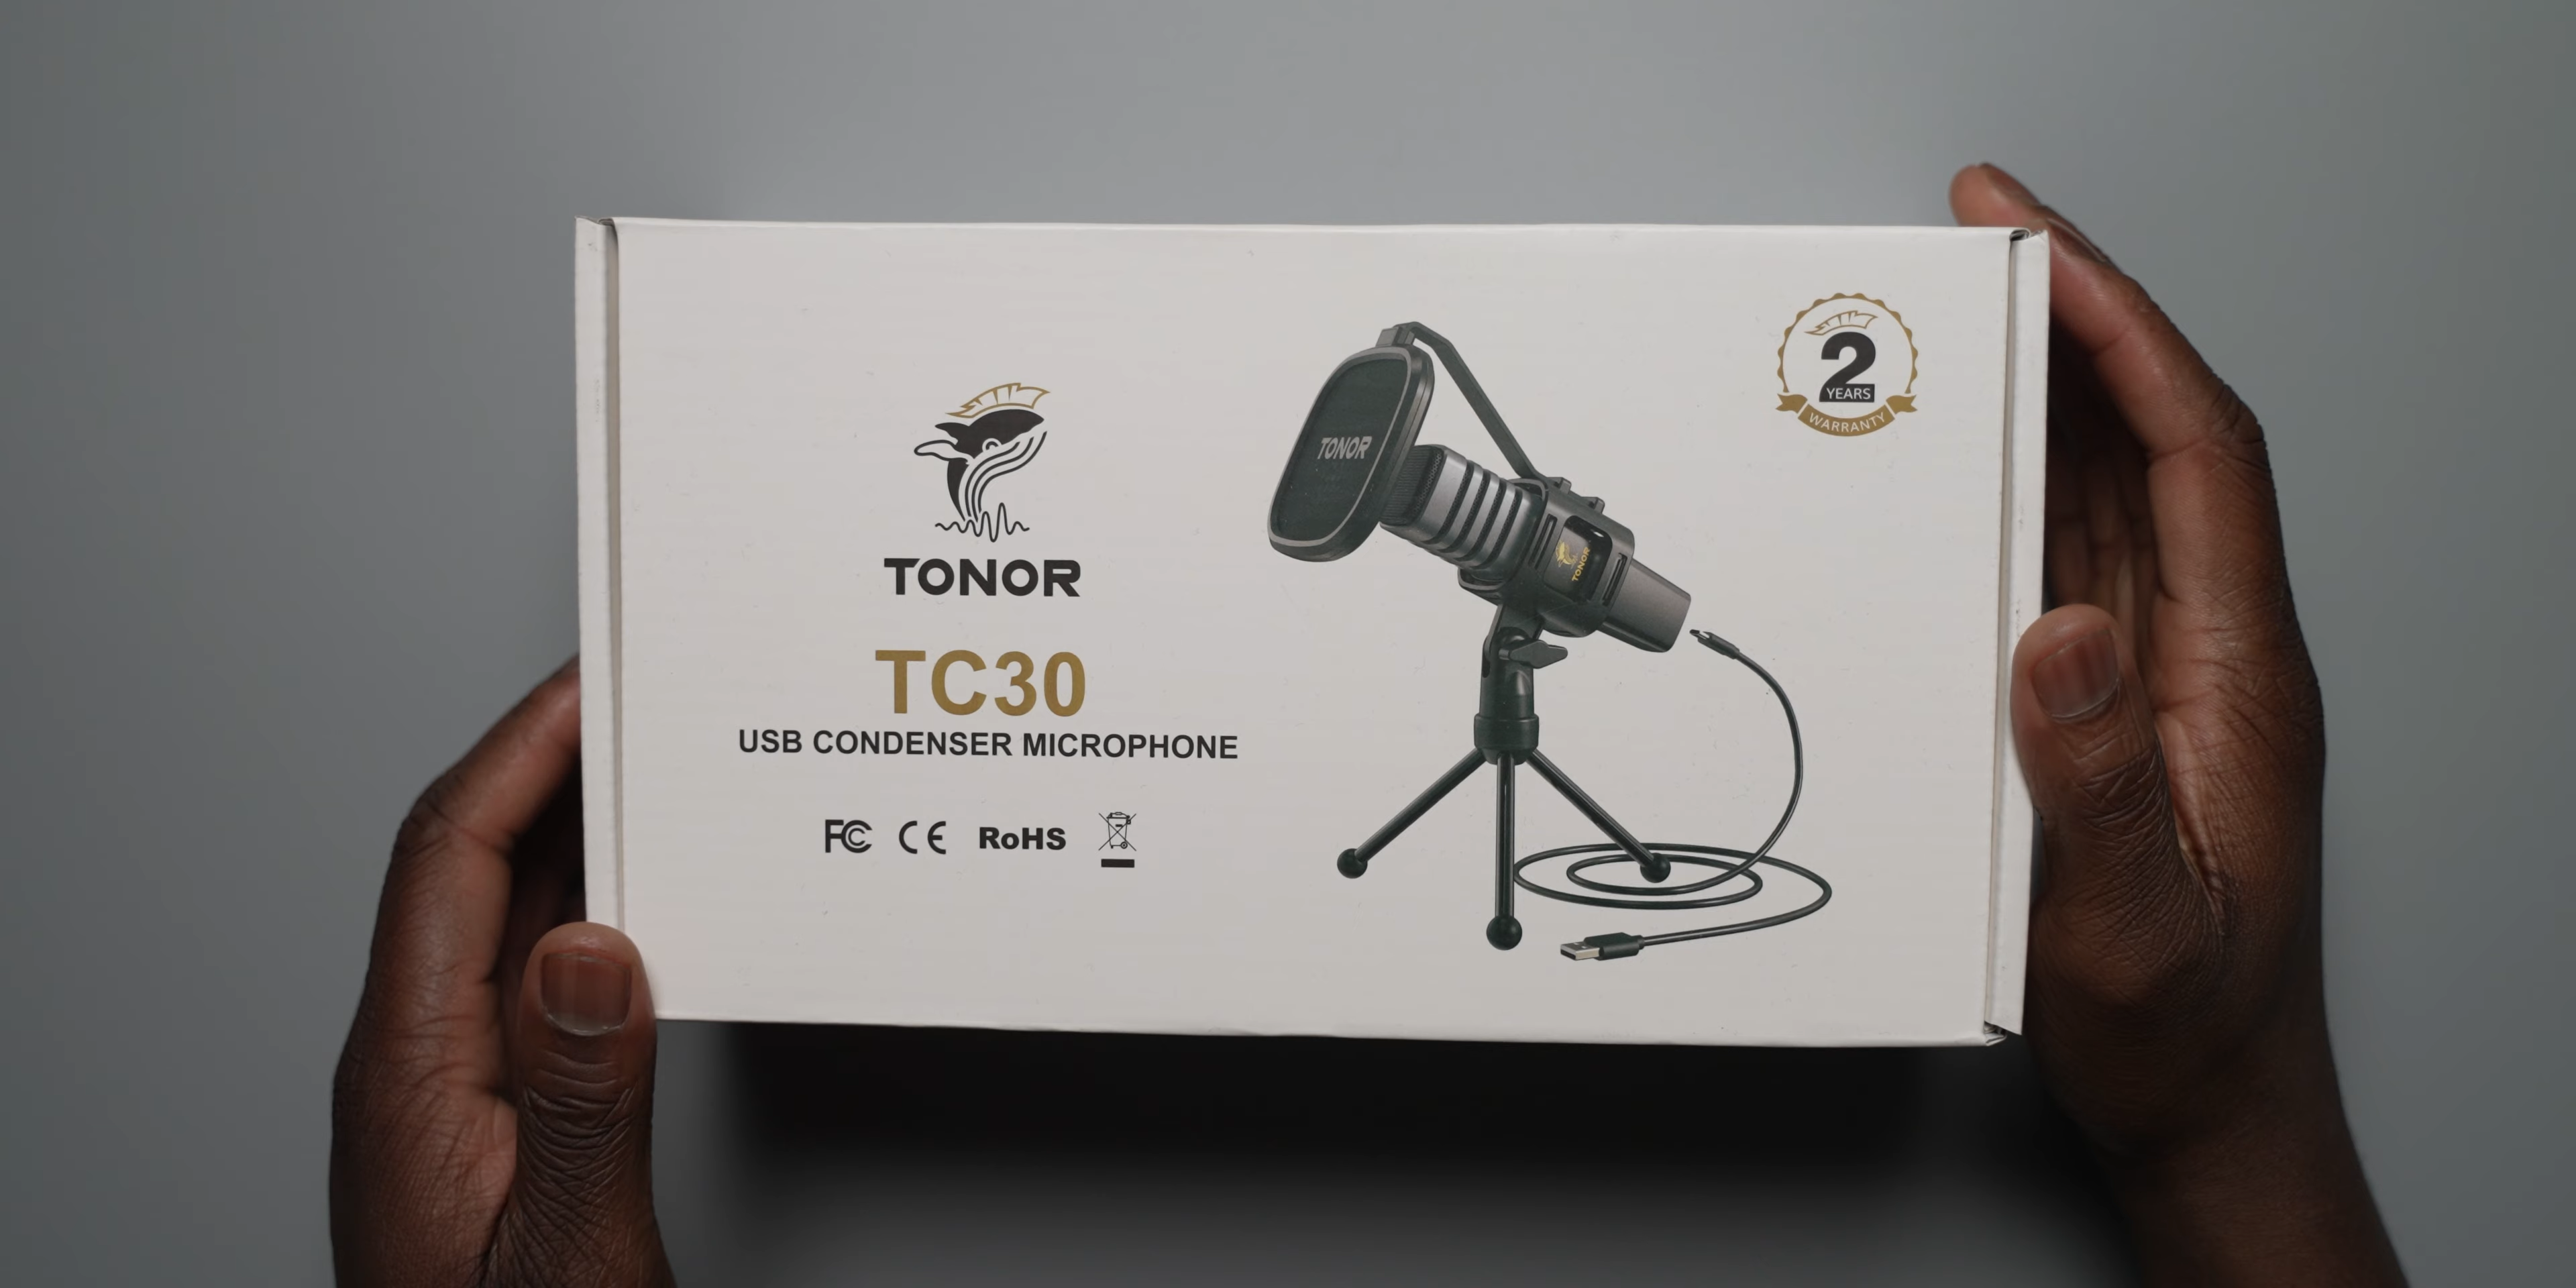 TONOR
TC30
USB CONDENSER MICROPHONE
FC CE RoHS
TONOR
TONOR
2
YEARS
WARRANTY